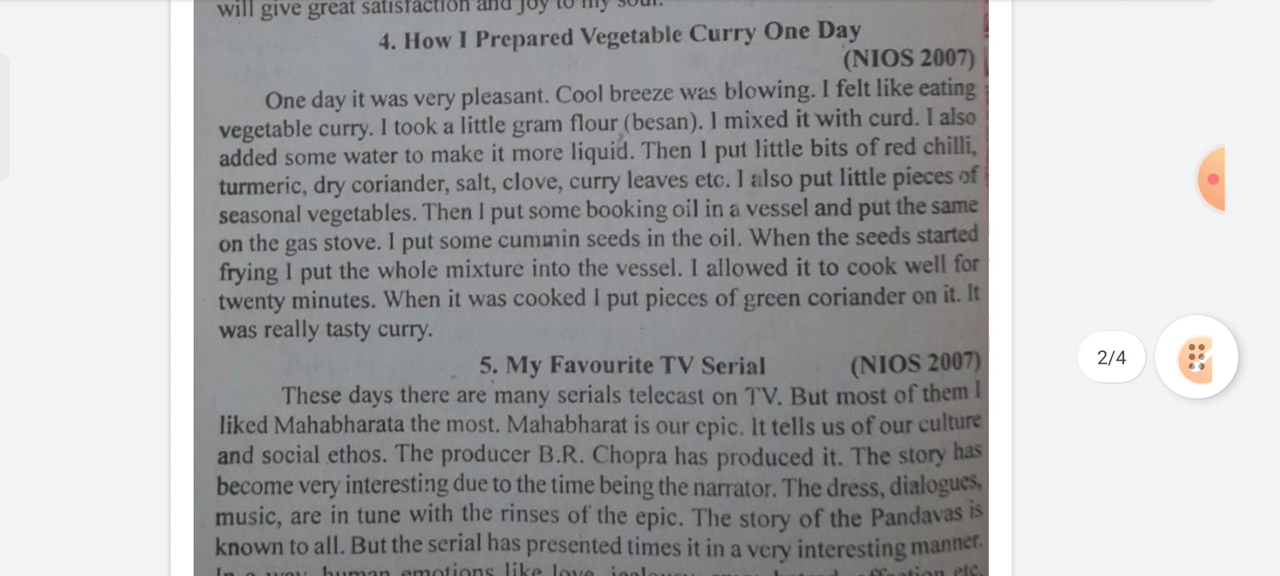 will give great satisfaction and joy to my soul.
4. How I Prepared Vegetable Curry One Day
(NIOS 2007)
One day it was very pleasant. Cool breeze was blowing. I felt like eating
vegetable curry. I took a little gram flour (besan). I mixed it with curd. I also
added some water to make it more liquid. Then I put little bits of red chilli,
turmeric, dry coriander, salt, clove, curry leaves etc. I also put little pieces of
seasonal vegetables. Then I put some booking oil in a vessel and put the same
on the gas stove. I put some cummin seeds in the oil. When the seeds started
frying I put the whole mixture into the vessel. I allowed it to cook well for
twenty minutes. When it was cooked I put pieces of green coriander on it. It
was really tasty curry.
5. My Favourite TV Serial (NIOS 2007)
These days there are many serials telecast on TV. But most of them I
liked Mahabharata the most. Mahabharat is our epic. It tells us of our culture
and social ethos. The producer B.R. Chopra has produced it. The story has
become very interesting due to the time being the narrator. The dress, dialogues,
music, are in tune with the rinses of the epic. The story of the Pandavas is
known to all. But the serial has presented times it in a very interesting manner.
In a way, human emotions like love, etc.
2/4